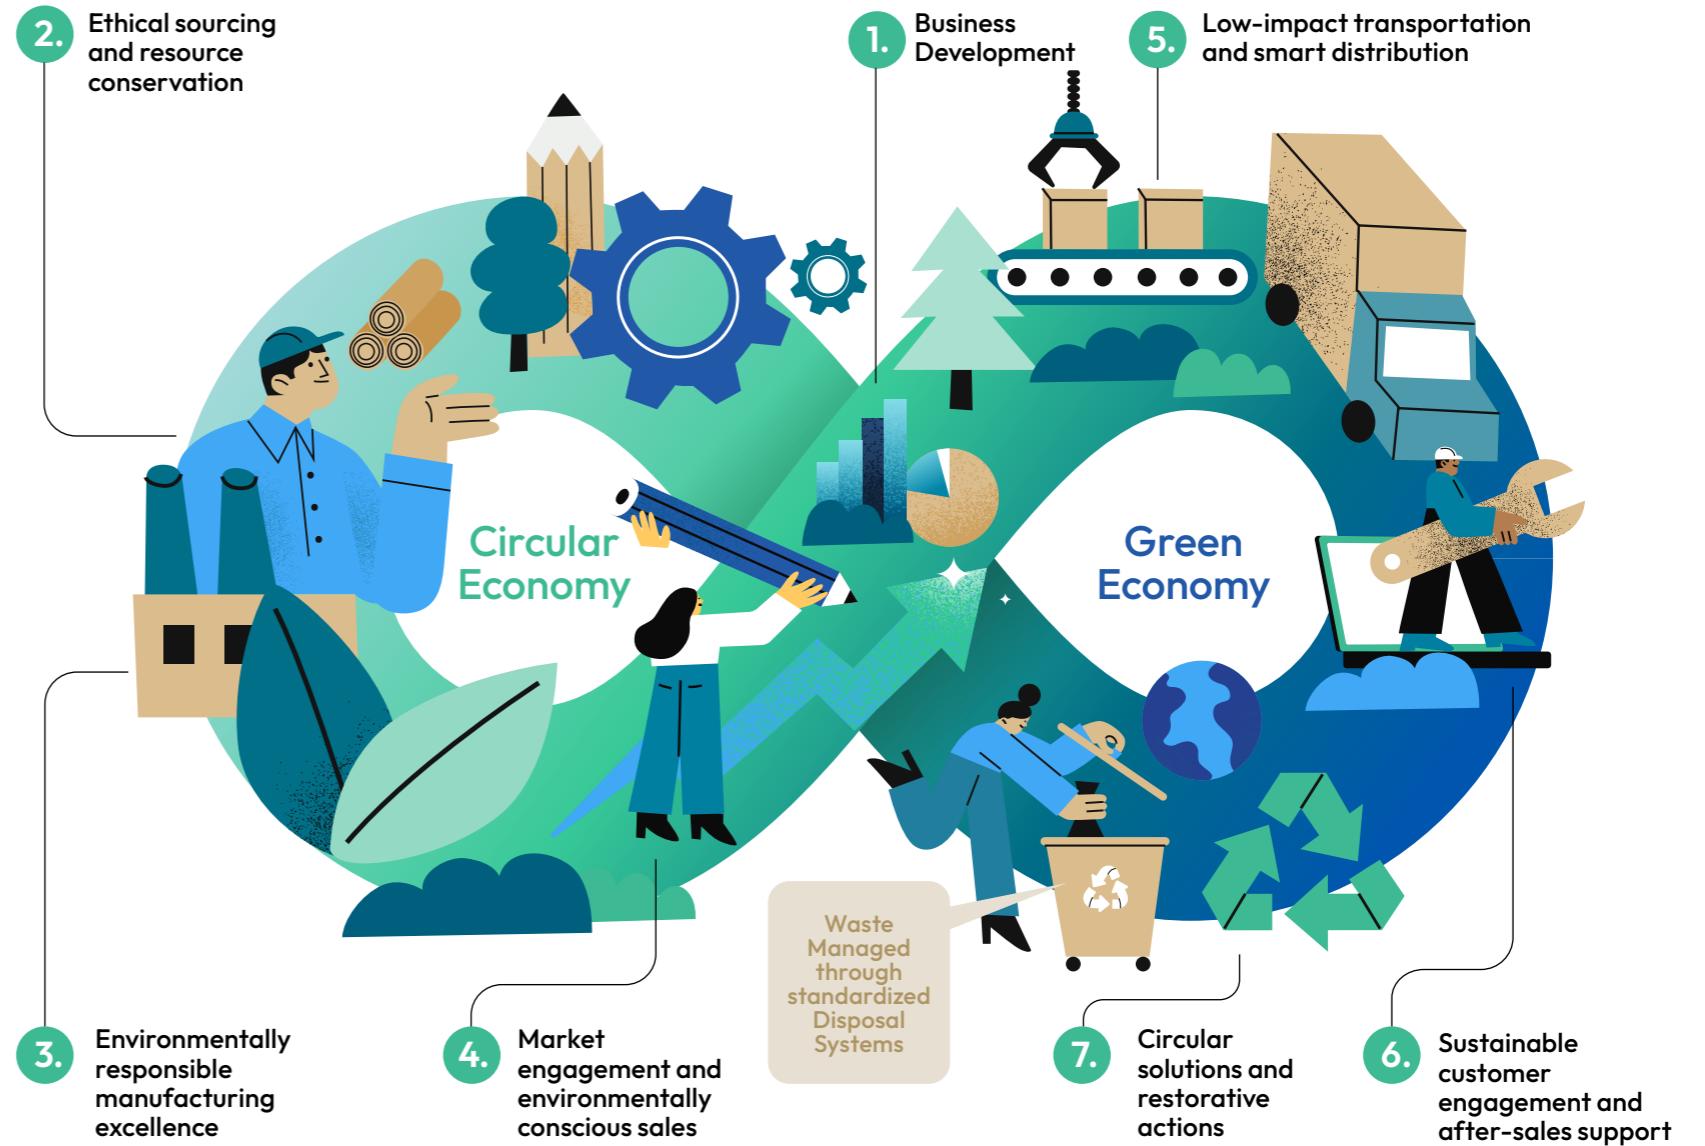 2.
Ethical sourcing
and resource
conservation
1.
Business
Development
5.
Low-impact transportation
and smart distribution
Circular
Economy
Green
Economy
Waste
Managed
through
standardized
Disposal
Systems
3.
Environmentally
responsible
manufacturing
excellence
4.
Market
engagement and
environmentally
conscious sales
7.
Circular
solutions and
restorative
actions
6.
Sustainable
customer
engagement and
after-sales support